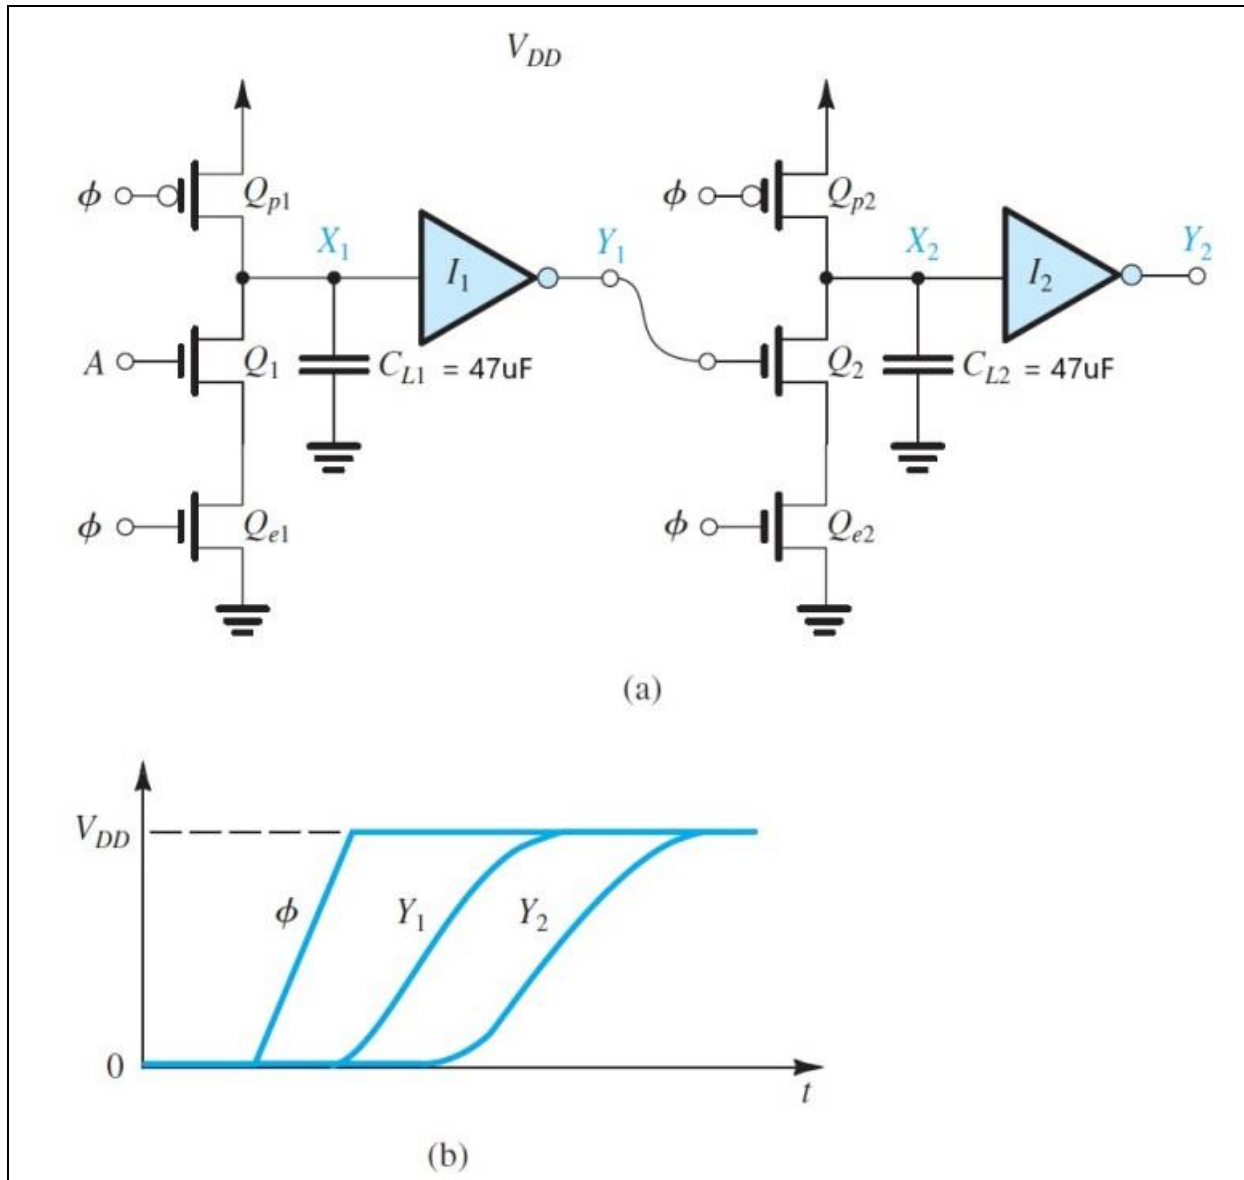 V_DD
ϕ Q_p1 ϕ Q_p2
X_1 Y_1 X_2 Y_2
I_1 I_2
A Q_1 C_L1 = 47uF Q_2 C_L2 = 47uF
ϕ Q_e1 ϕ Q_e2
(a)
V_DD
ϕ Y_1 Y_2
0
t
(b)